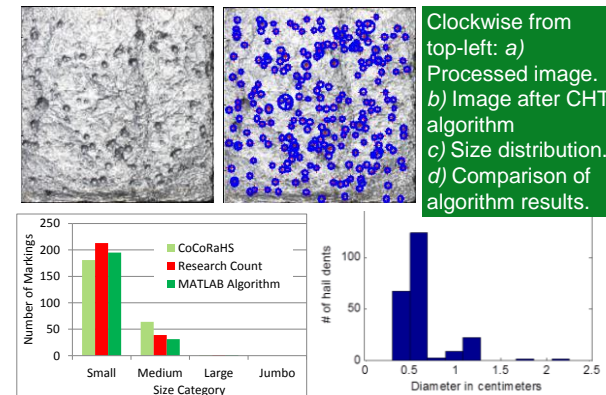 Clockwise from
top-left: a)
Processed image.
b) Image after CHT
algorithm
c) Size distribution.
d) Comparison of
algorithm results.
250
200
150
100
50
0
Number of Markings
CoCoRaHS
Research Count
MATLAB Algorithm
Small Medium Large Jumbo
Size Category
100
50
0
# of hail dents
0 0.5 1 1.5 2 2.5
Diameter in centimeters